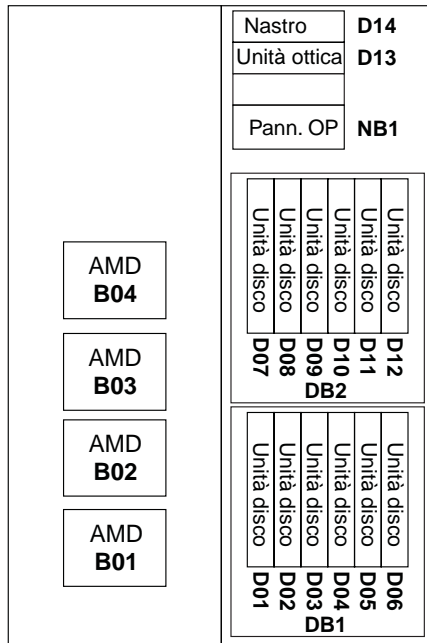 Nastro D14
Unità ottica D13
Pann. OP NB1
Unità disco Unità disco Unità disco Unità disco Unità disco Unità disco
D07 D08 D09 D10 D11 D12
DB2
AMD
B04
AMD
B03
AMD
B02
AMD
B01
Unità disco Unità disco Unità disco Unità disco Unità disco Unità disco
D01 D02 D03 D04 D05 D06
DB1